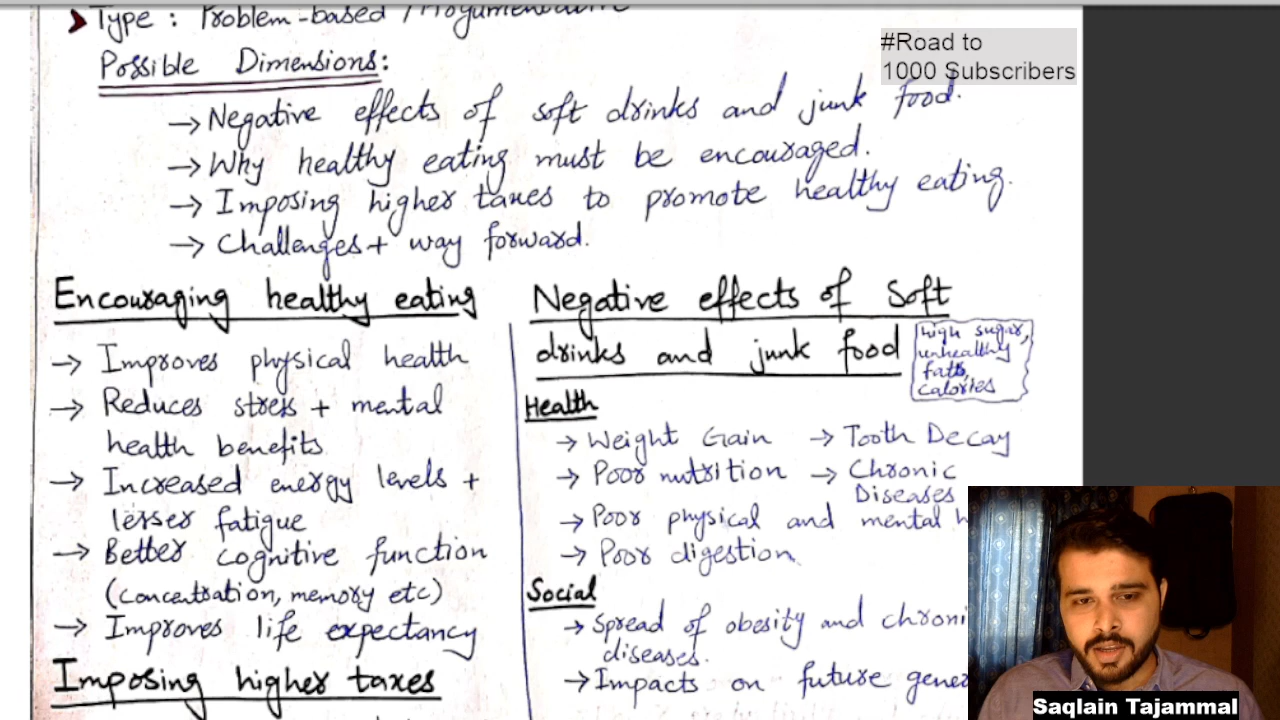 Type : Problem-based /
#Road to
1000 Subscribers
Possible Dimensions:
→ Negative effects of soft drinks and junk food.
→ Why healthy eating must be encouraged.
→ Imposing higher taxes to promote healthy eating.
→ Challenges + way forward.
Encouraging healthy eating
→ Improves physical health
→ Reduces stress + mental
health benefits
→ Increased energy levels +
lesser fatigue
→ Better cognitive function
(concentration, memory etc)
→ Improves life expectancy
Imposing higher taxes
Negative effects of Soft
drinks and junk food
high sugar,
unhealthy
fats,
calories
Health
→ Weight Gain → Tooth Decay
→ Poor nutrition → Chronic
Diseases
→ Poor physical and mental h
→ Poor digestion
Social
→ Spread of obesity and chroni
diseases.
→ Impacts on future gener
Saqlain Tajammal